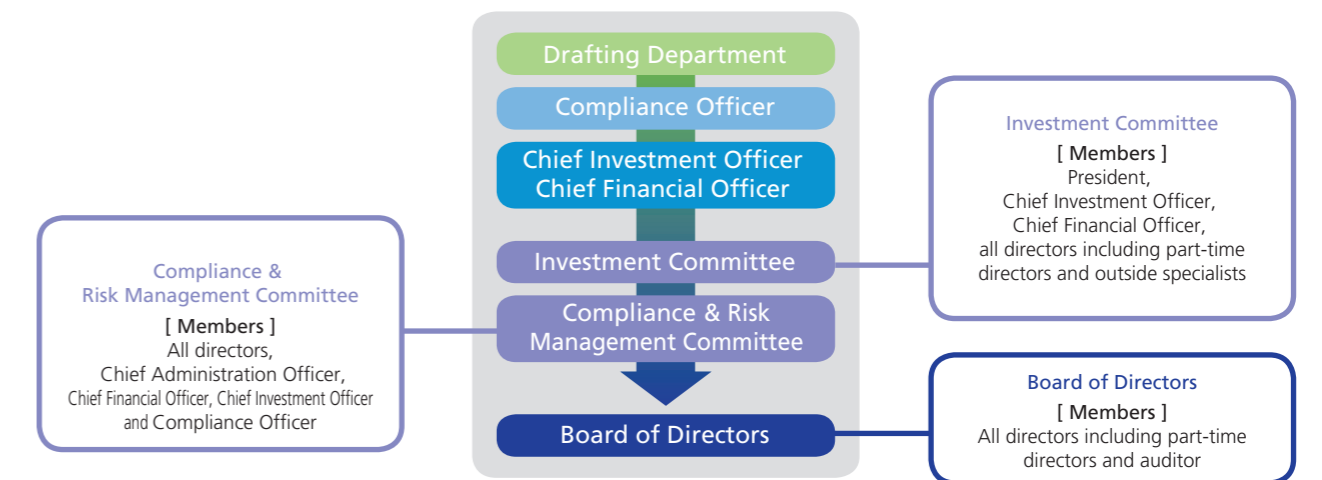 Drafting Department
Compliance Officer
Chief Investment Officer
Chief Financial Officer
Investment Committee
Compliance & Risk
Management Committee
Board of Directors
Compliance &
Risk Management Committee
[ Members ]
All directors,
Chief Administration Officer,
Chief Financial Officer, Chief Investment Officer
and Compliance Officer
Investment Committee
[ Members ]
President,
Chief Investment Officer,
Chief Financial Officer,
all directors including part-time
directors and outside specialists
Board of Directors
[ Members ]
All directors including part-time
directors and auditor